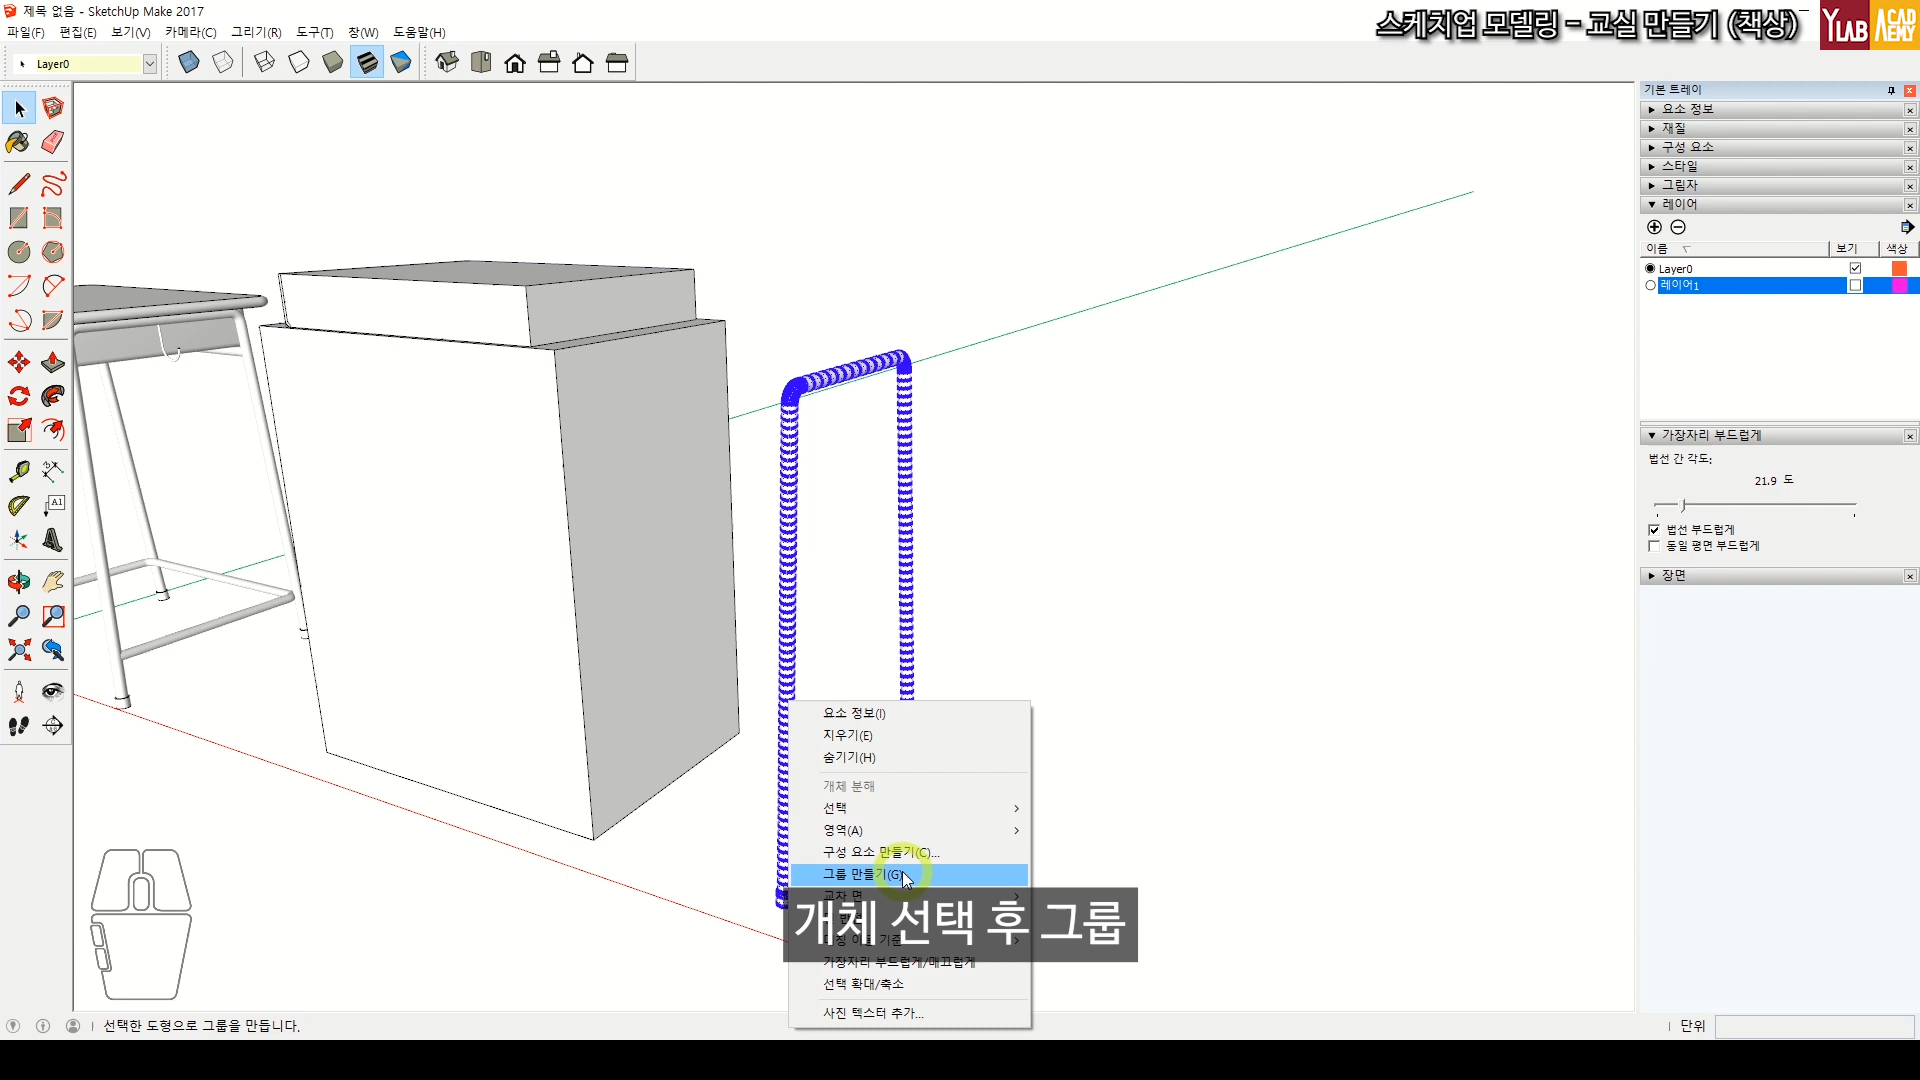 제목 없음 - SketchUp Make 2017
스케치업 모델링 - 교실 만들기 (책상)
YLAB ACADEMY
파일(F) 편집(E) 보기(V) 카메라(C) 그리기(R) 도구(T) 창(W) 도움말(H)
Layer0
기본 트레이
요소 정보
재질
구성 요소
스타일
그림자
레이어
이름 보기 색상
Layer0
레이어1
가장자리 부드럽게
법선 간 각도:
21.9 도
법선 부드럽게
동일 평면 부드럽게
장면
A1
요소 정보(I)
지우기(E)
숨기기(H)
개체 분해
선택
영역(A)
구성 요소 만들기(C)...
그룹 만들기(G)
교차 면
개체 선택 후 그룹
가장자리 부드럽게/매끄럽게
선택 확대/축소
사진 텍스터 추가...
선택한 도형으로 그룹을 만듭니다.
단위